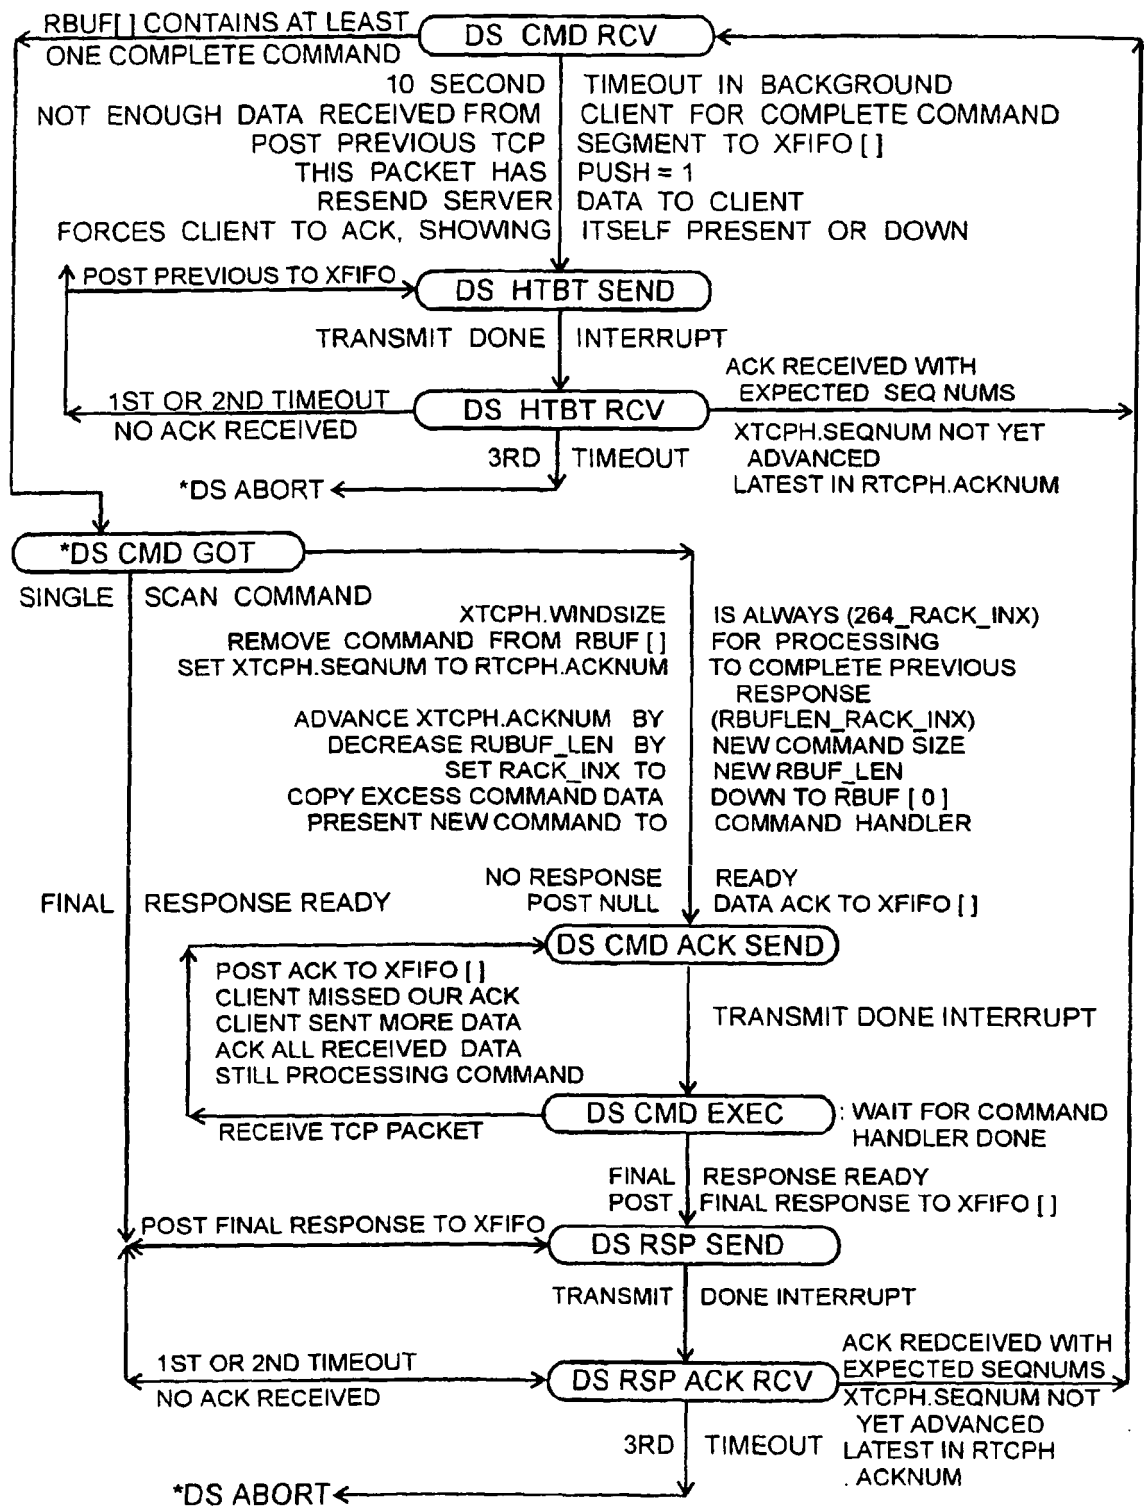 RBUF[] CONTAINS AT LEAST
ONE COMPLETE COMMAND
DS CMD RCV
10 SECOND TIMEOUT IN BACKGROUND
NOT ENOUGH DATA RECEIVED FROM CLIENT FOR COMPLETE COMMAND
POST PREVIOUS TCP SEGMENT TO XFIFO [ ]
THIS PACKET HAS PUSH = 1
RESEND SERVER DATA TO CLIENT
FORCES CLIENT TO ACK, SHOWING ITSELF PRESENT OR DOWN
POST PREVIOUS TO XFIFO
DS HTBT SEND
TRANSMIT DONE INTERRUPT
1ST OR 2ND TIMEOUT
NO ACK RECEIVED
DS HTBT RCV
ACK RECEIVED WITH
EXPECTED SEQ NUMS
XTCPH.SEQNUM NOT YET
ADVANCED
LATEST IN RTCPH.ACKNUM
3RD TIMEOUT
*DS ABORT
*DS CMD GOT
SINGLE SCAN COMMAND
XTCPH.WINDSIZE IS ALWAYS (264_RACK_INX)
REMOVE COMMAND FROM RBUF [ ] FOR PROCESSING
SET XTCPH.SEQNUM TO RTCPH.ACKNUM TO COMPLETE PREVIOUS
RESPONSE
ADVANCE XTCPH.ACKNUM BY (RBUFLEN_RACK_INX)
DECREASE RUBUF_LEN BY NEW COMMAND SIZE
SET RACK_INX TO NEW RBUF_LEN
COPY EXCESS COMMAND DATA DOWN TO RBUF [ 0 ]
PRESENT NEW COMMAND TO COMMAND HANDLER
NO RESPONSE READY
POST NULL DATA ACK TO XFIFO [ ]
FINAL RESPONSE READY
DS CMD ACK SEND
POST ACK TO XFIFO [ ]
CLIENT MISSED OUR ACK
CLIENT SENT MORE DATA
ACK ALL RECEIVED DATA
STILL PROCESSING COMMAND
TRANSMIT DONE INTERRUPT
RECEIVE TCP PACKET
DS CMD EXEC
: WAIT FOR COMMAND
HANDLER DONE
FINAL RESPONSE READY
POST FINAL RESPONSE TO XFIFO [ ]
POST FINAL RESPONSE TO XFIFO
DS RSP SEND
TRANSMIT DONE INTERRUPT
1ST OR 2ND TIMEOUT
NO ACK RECEIVED
DS RSP ACK RCV
ACK REDCEIVED WITH
EXPECTED SEQNUMS
XTCPH.SEQNUM NOT
YET ADVANCED
LATEST IN RTCPH
. ACKNUM
3RD TIMEOUT
*DS ABORT